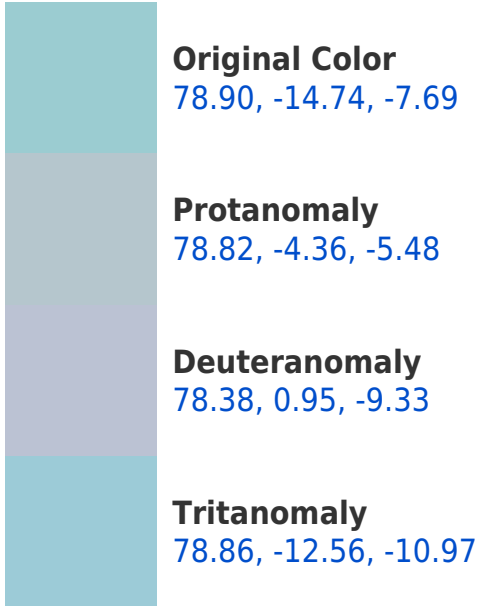 Original Color
78.90, -14.74, -7.69
Protanomaly
78.82, -4.36, -5.48
Deuteranomaly
78.38, 0.95, -9.33
Tritanomaly
78.86, -12.56, -10.97